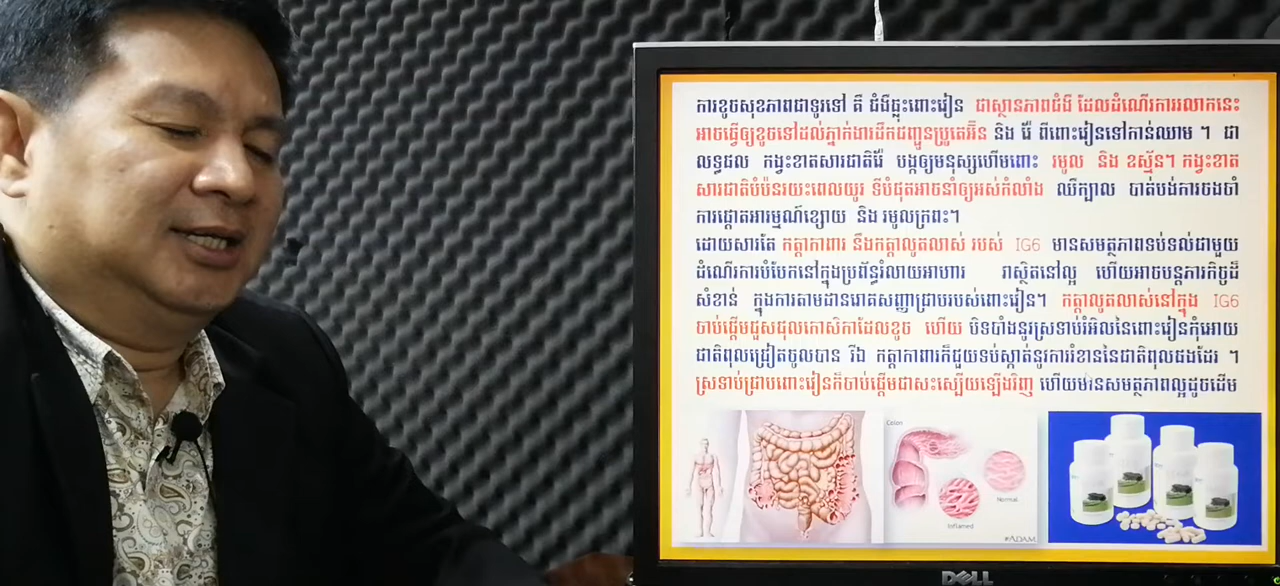 ការខូចសុខភាពជាទូរទៅ គឺ ជំងឺផ្ទុះពោះវៀន ជាស្ថានភាពជំងឺ ដែលដំណើរការរលាកនេះ
អាចធ្វើឲ្យខូចទៅដល់ភ្នាក់ងារដឹកជញ្ជូនប្រូតេអ៊ីន និង រ៉ែ ពីពោះវៀនទៅកាន់ឈាម ។ ជា
លទ្ធផល កង្វះខាតសារជាតិរ៉ែ បង្កឲ្យមនុស្សហើមពោះ រមូល និង ឧស្ម័ន។ កង្វះខាត
សារជាតិបំប៉នរយះពេលយូរ ទីបំផុតអាចនាំឲ្យអស់កំលាំង ឈឺក្បាល បាត់បង់ការចងចាំ
ការផ្តោតអារម្មណ៍ខ្សោយ និង រមូលក្រពះ។
ដោយសារតែ កត្តាការពារ នឹងកត្តាលូតលាស់ របស់ IG6 មានសមត្ថភាពទប់ទល់ជាមួយ
ដំណើរការបំបែកនៅក្នុងប្រព័ន្ធរំលាយអាហារ វាស្ថិតនៅល្អ ហើយអាចបន្តភារកិច្ចដ៏
សំខាន់ ក្នុងការតាមដានរោគសញ្ញាជ្រាបរបស់ពោះវៀន។ កត្តាលូតលាស់នៅក្នុង IG6
ចាប់ផ្តើមជួសជុលកោសិកាដែលខូច ហើយ បិទបាំងនូវស្រទាប់រំអិលនៃពោះវៀនកុំអោយ
ជាតិពុលជ្រៀតចូលបាន រីឯ កត្តាការពារក៏ជួយទប់ស្កាត់នូវការរំខាននៃជាតិពុលផងដែរ ។
ស្រទាប់ជ្រាបពោះវៀនក៏ចាប់ផ្តើមជាសះស្បើយឡើងវិញ ហើយមានសមត្ថភាពល្អដូចដើម
Colon
Normal
Inflamed
ADAM
DELL